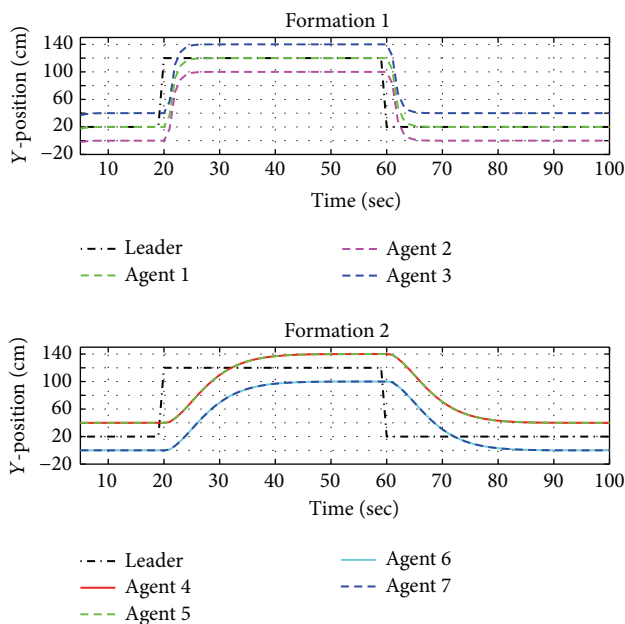 Formation 1
Y-position (cm)
140
100
60
20
−20
10 20 30 40 50 60 70 80 90 100
Time (sec)
Leader
Agent 1
Agent 2
Agent 3
Formation 2
Y-position (cm)
140
100
60
20
−20
10 20 30 40 50 60 70 80 90 100
Time (sec)
Leader
Agent 4
Agent 5
Agent 6
Agent 7